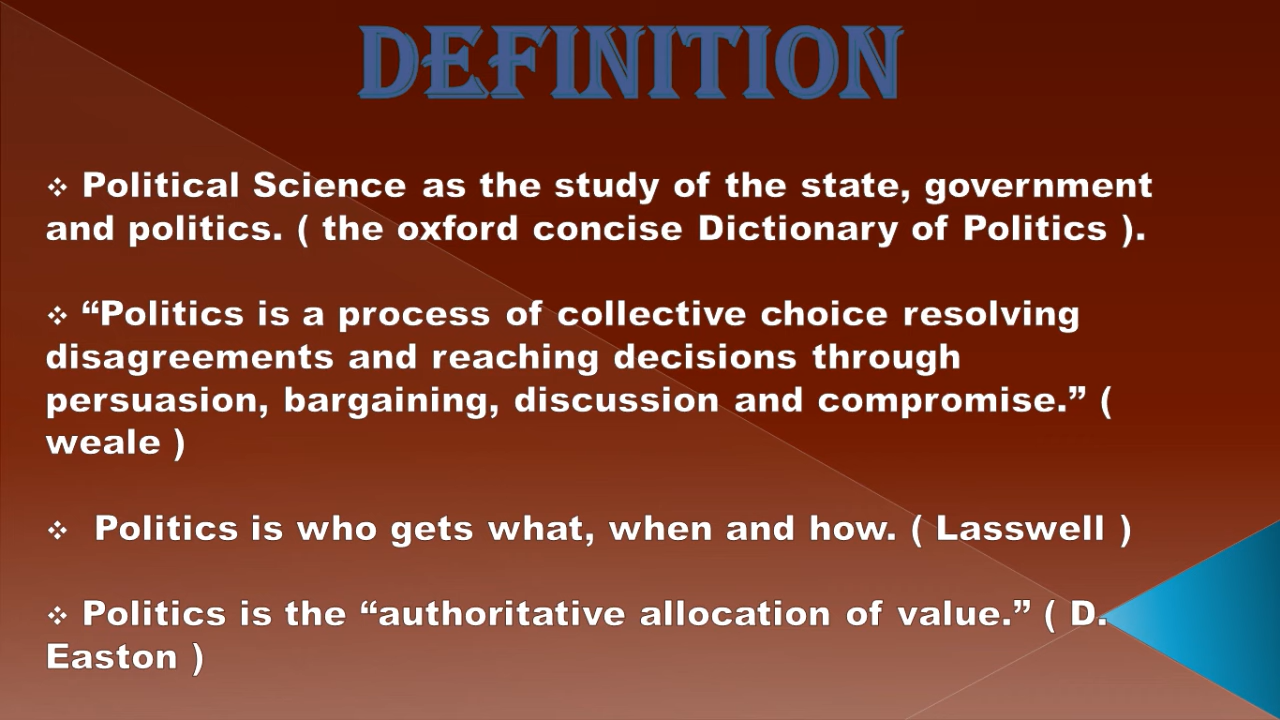 DEFINITION
❖ Political Science as the study of the state, government
and politics. ( the oxford concise Dictionary of Politics ).
❖ “Politics is a process of collective choice resolving
disagreements and reaching decisions through
persuasion, bargaining, discussion and compromise.” (
weale )
❖ Politics is who gets what, when and how. ( Lasswell )
❖ Politics is the “authoritative allocation of value.” ( D.
Easton )